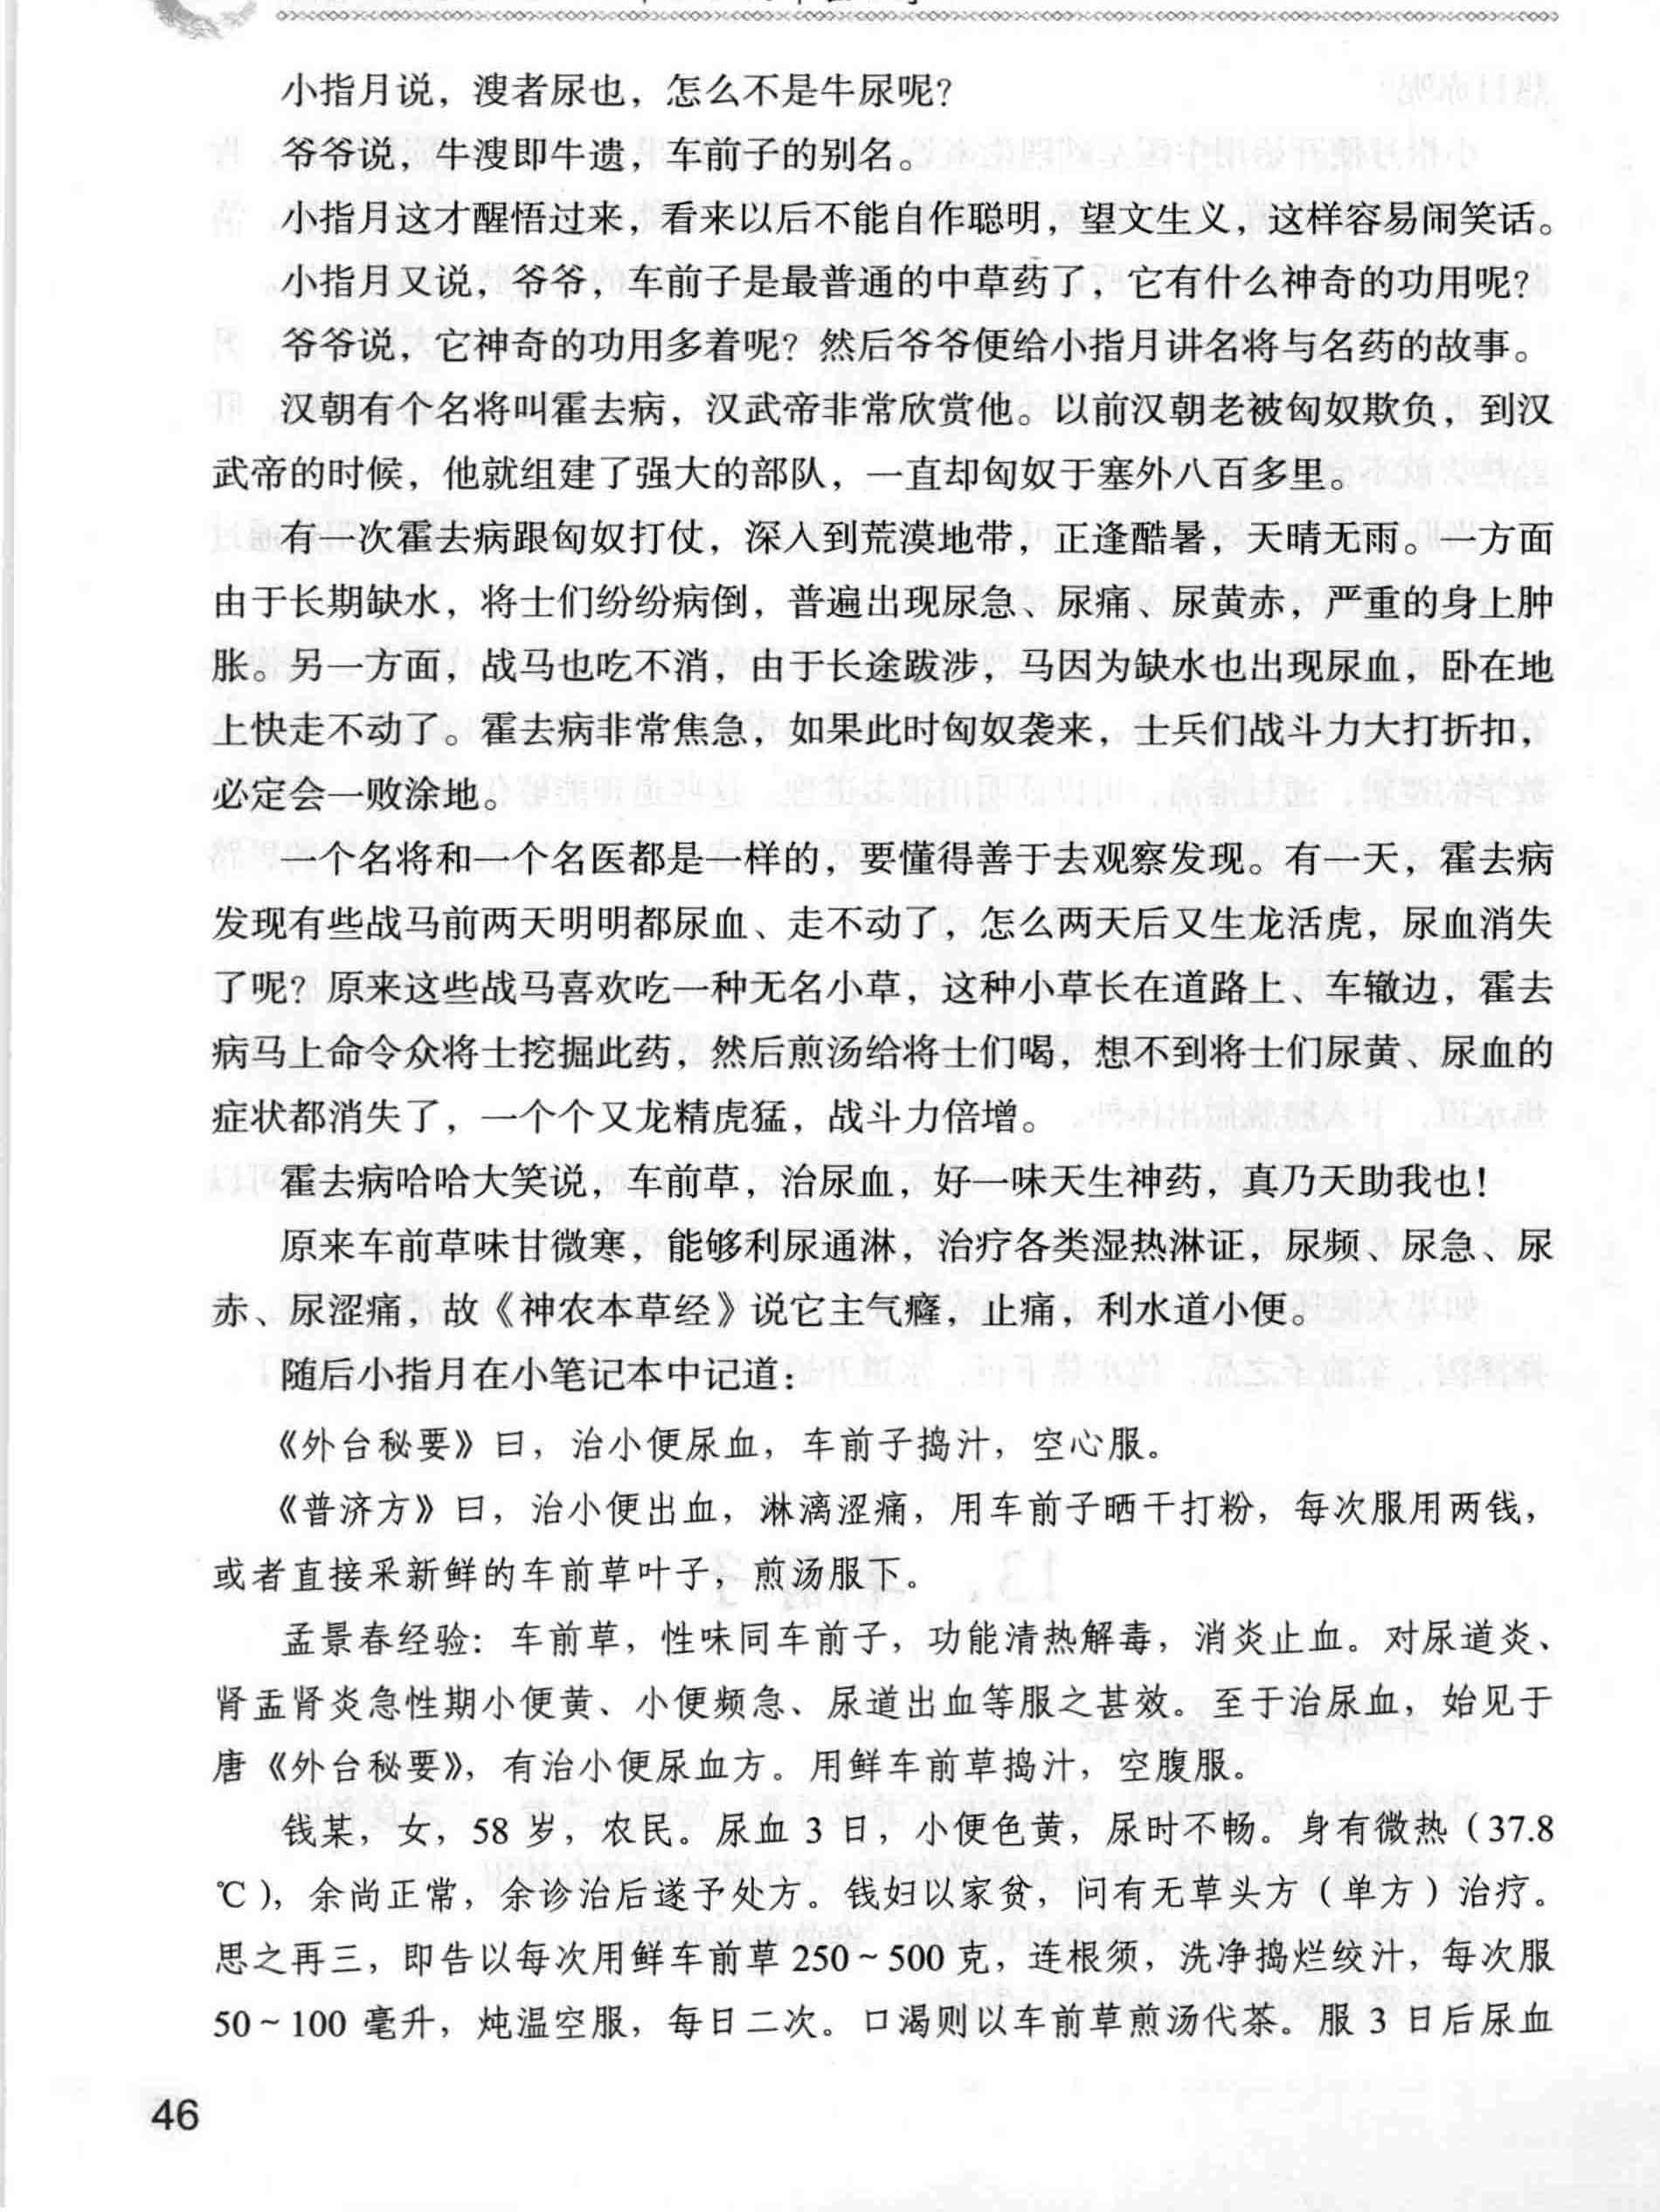 小指月说，溲者尿也，怎么不是牛尿呢？
爷爷说，牛溲即牛遗，车前子的别名。
小指月这才醒悟过来，看来以后不能自作聪明，望文生义，这样容易闹笑话。
小指月又说，爷爷，车前子是最普通的中草药了，它有什么神奇的功用呢？
爷爷说，它神奇的功用多着呢？然后爷爷便给小指月讲名将与名药的故事。
汉朝有个名将叫霍去病，汉武帝非常欣赏他。以前汉朝老被匈奴欺负，到汉
武帝的时候，他就组建了强大的部队，一直却匈奴于塞外八百多里。
有一次霍去病跟匈奴打仗，深入到荒漠地带，正逢酷暑，天晴无雨。一方面
由于长期缺水，将士们纷纷病倒，普遍出现尿急、尿痛、尿黄赤，严重的身上肿
胀。另一方面，战马也吃不消，由于长途跋涉，马因为缺水也出现尿血，卧在地
上快走不动了。霍去病非常焦急，如果此时匈奴袭来，士兵们战斗力大打折扣，
必定会一败涂地。
一个名将和一个名医都是一样的，要懂得善于去观察发现。有一天，霍去病
发现有些战马前两天明明都尿血、走不动了，怎么两天后又生龙活虎，尿血消失
了呢？原来这些战马喜欢吃一种无名小草，这种小草长在道路上、车辙边，霍去
病马上命令众将士挖掘此药，然后煎汤给将士们喝，想不到将士们尿黄、尿血的
症状都消失了，一个个又龙精虎猛，战斗力倍增。
霍去病哈哈大笑说，车前草，治尿血，好一味天生神药，真乃天助我也！
原来车前草味甘微寒，能够利尿通淋，治疗各类湿热淋证，尿频、尿急、尿
赤、尿涩痛，故《神农本草经》说它主气癃，止痛，利水道小便。
随后小指月在小笔记本中记道：
《外台秘要》曰，治小便尿血，车前子捣汁，空心服。
《普济方》曰，治小便出血，淋漓涩痛，用车前子晒干打粉，每次服用两钱，
或者直接采新鲜的车前草叶子，煎汤服下。
孟景春经验：车前草，性味同车前子，功能清热解毒，消炎止血。对尿道炎、
肾盂肾炎急性期小便黄、小便频急、尿道出血等服之甚效。至于治尿血，始见于
唐《外台秘要》，有治小便尿血方。用鲜车前草捣汁，空腹服。
钱某，女，58 岁，农民。尿血 3 日，小便色黄，尿时不畅。身有微热（37.8
℃），余尚正常，余诊治后遂予处方。钱妇以家贫，问有无草头方（单方）治疗。
思之再三，即告以每次用鲜车前草 250～500 克，连根须，洗净捣烂绞汁，每次服
50～100 毫升，炖温空服，每日二次。口渴则以车前草煎汤代茶。服 3 日后尿血
46